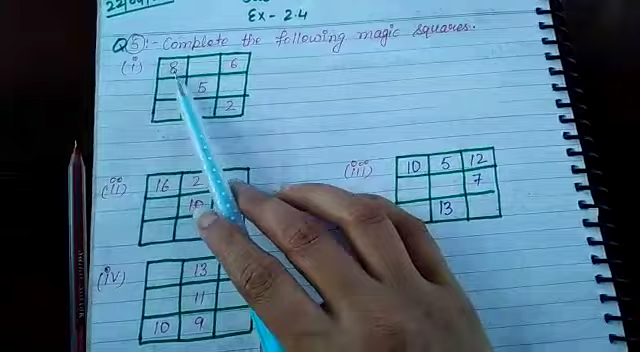 Ex - 2.4
Q 5 :- Complete the following magic squares.
(i) 8 6
5
2
(ii) 16 2
10
(iii) 10 5 12
7
13
(iv) 13
11
10 9